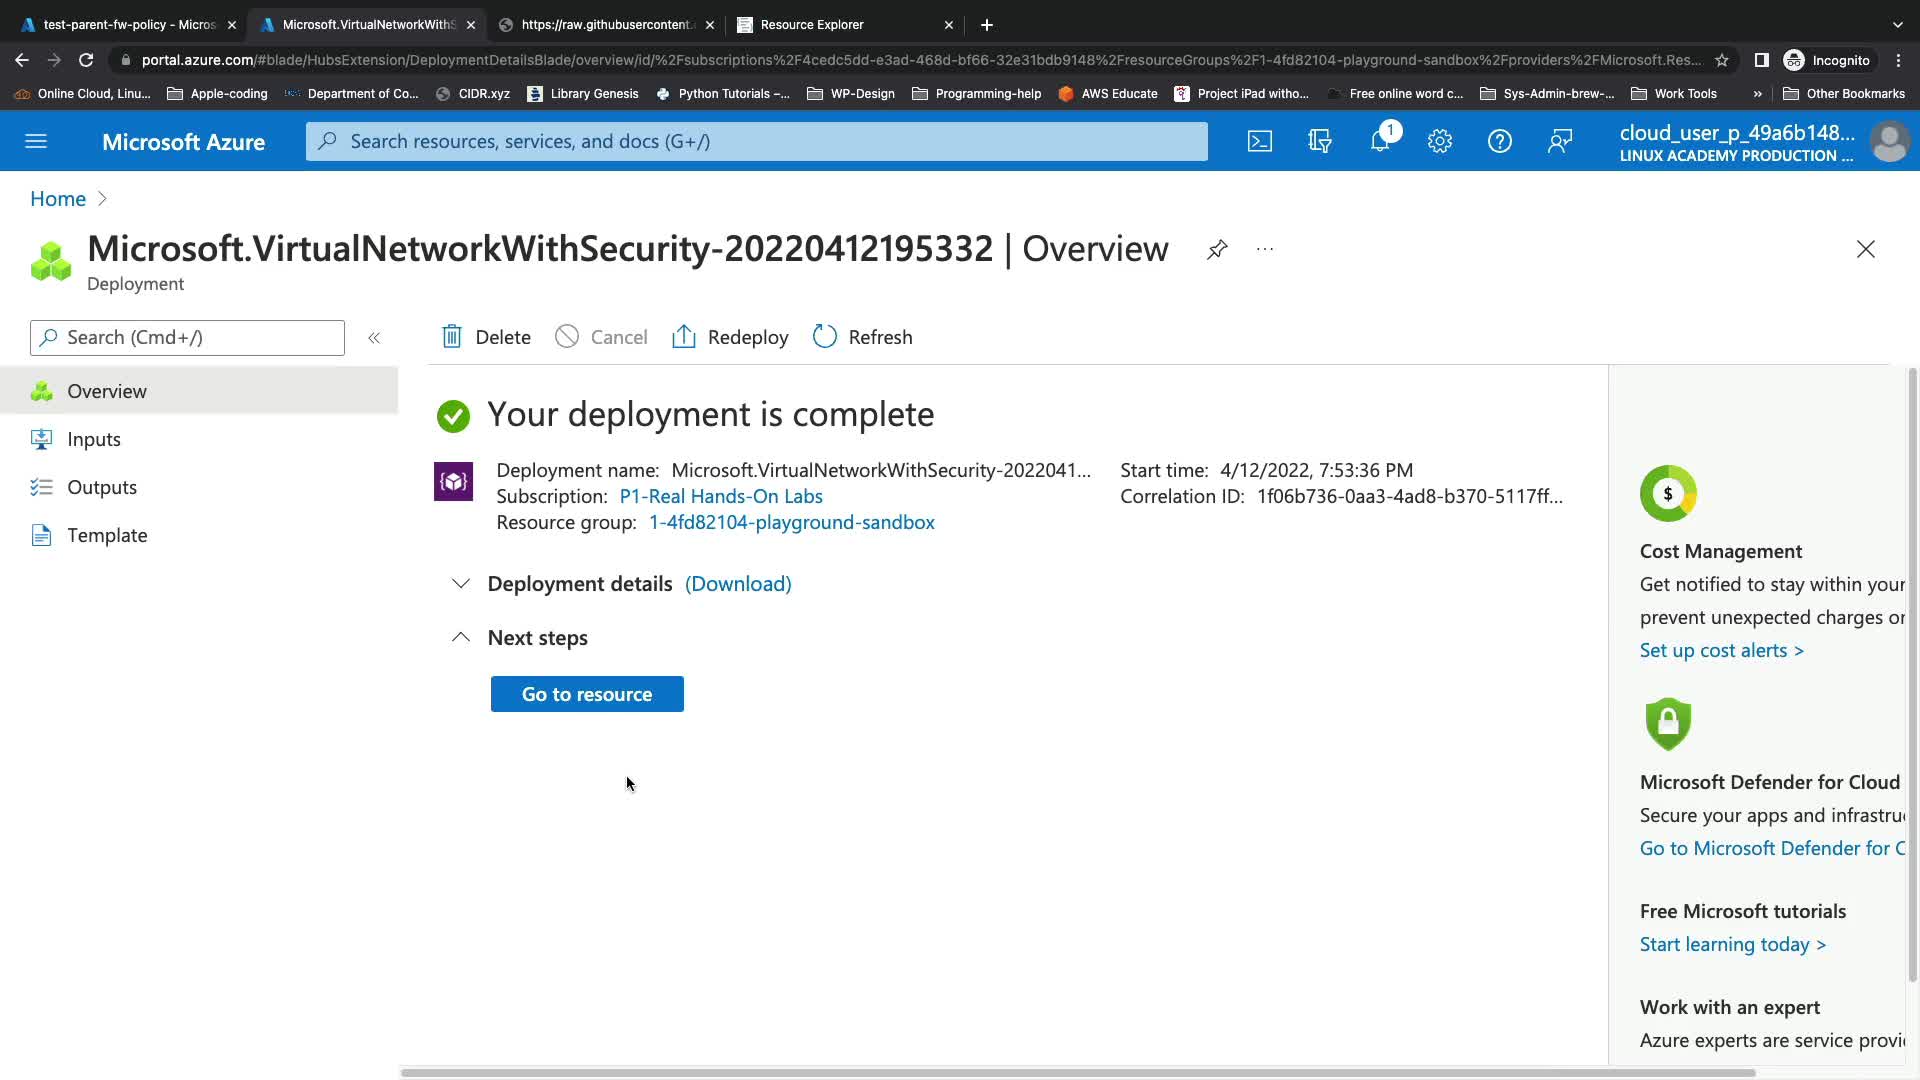 test-parent-fw-policy - Micros
Microsoft.VirtualNetworkWithS
https://raw.githubusercontent.
Resource Explorer
portal.azure.com/#blade/HubsExtension/DeploymentDetailsBlade/overview/id/%2Fsubscriptions%2F4cedc5dd-e3ad-468d-bf66-32e31bdb9148%2FresourceGroups%2F1-4fd82104-playground-sandbox%2Fproviders%2FMicrosoft.Res...
Incognito
Online Cloud, Linu...
Apple-coding
Department of Co...
CIDR.xyz
Library Genesis
Python Tutorials –...
WP-Design
Programming-help
AWS Educate
Project iPad witho...
Free online word c...
Sys-Admin-brew-...
Work Tools
»
Other Bookmarks
Microsoft Azure
Search resources, services, and docs (G+/)
1
cloud_user_p_49a6b148...
LINUX ACADEMY PRODUCTION ...
Home >
Microsoft.VirtualNetworkWithSecurity-20220412195332 | Overview
...
Deployment
Search (Cmd+/)
«
Delete
Cancel
Redeploy
Refresh
Overview
Inputs
Outputs
Template
Your deployment is complete
Deployment name: Microsoft.VirtualNetworkWithSecurity-2022041...
Subscription: P1-Real Hands-On Labs
Resource group: 1-4fd82104-playground-sandbox
Start time: 4/12/2022, 7:53:36 PM
Correlation ID: 1f06b736-0aa3-4ad8-b370-5117ff...
Deployment details (Download)
Next steps
Go to resource
$
Cost Management
Get notified to stay within your
prevent unexpected charges or
Set up cost alerts >
Microsoft Defender for Cloud
Secure your apps and infrastru
Go to Microsoft Defender for C
Free Microsoft tutorials
Start learning today >
Work with an expert
Azure experts are service provi